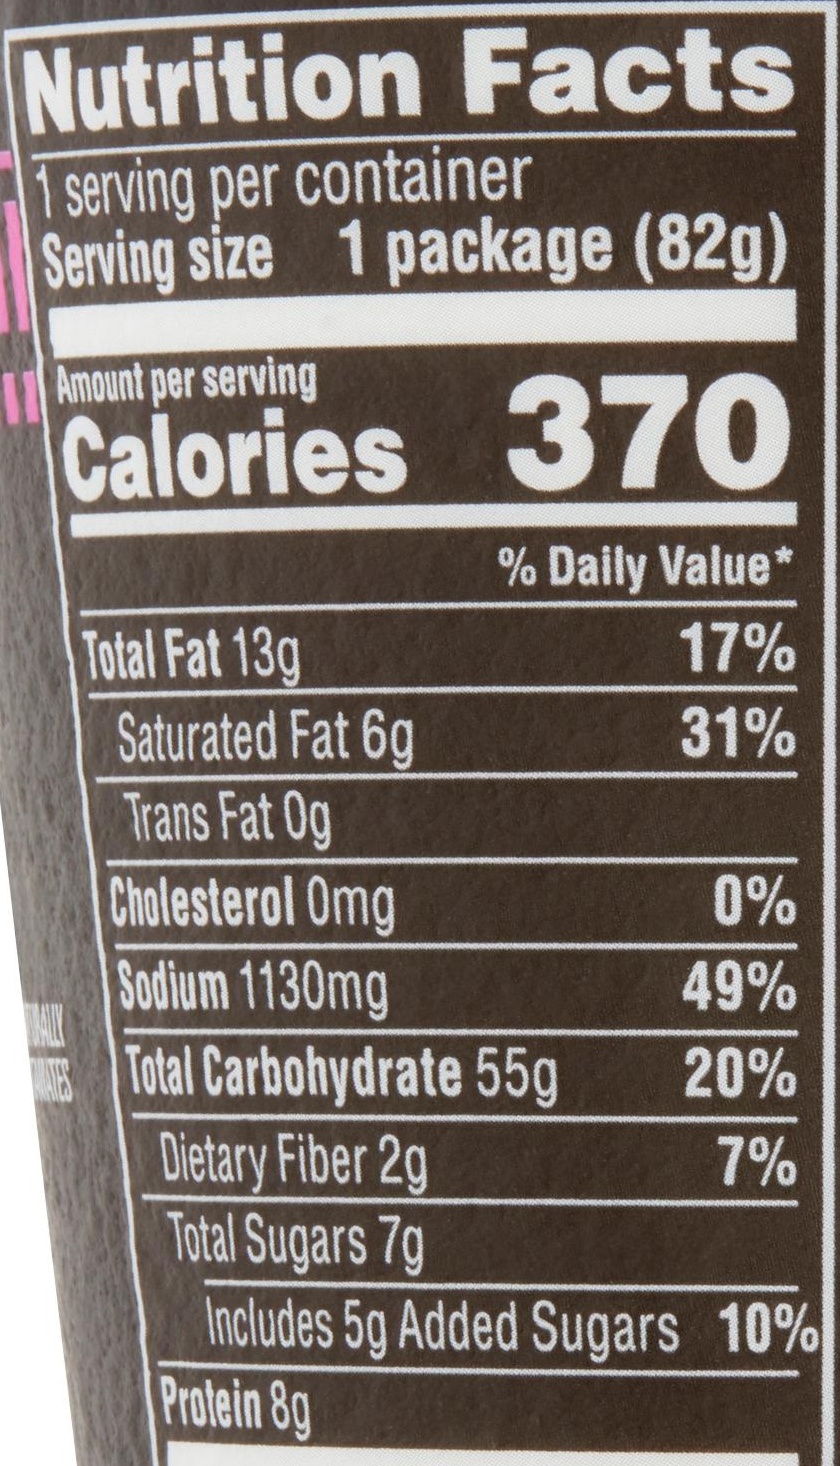 Nutrition Facts
1 serving per container
Serving size 1 package (82g)
Amount per serving
Calories 370
% Daily Value*
Total Fat 13g 17%
Saturated Fat 6g 31%
Trans Fat 0g
Cholesterol 0mg 0%
Sodium 1130mg 49%
Total Carbohydrate 55g 20%
Dietary Fiber 2g 7%
Total Sugars 7g
Includes 5g Added Sugars 10%
Protein 8g